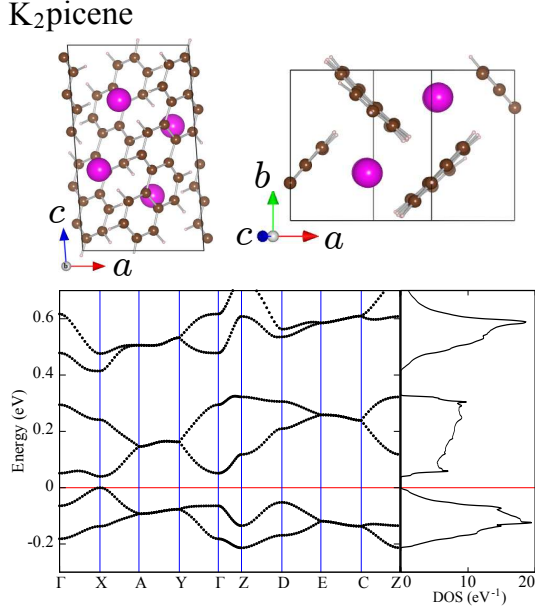 K₂picene
c
b
a
b
c
a
Energy (eV)
0.6
0.4
0.2
0
-0.2
Γ X A Y Γ Z D E C Z 0 10 20
DOS (eV⁻¹)